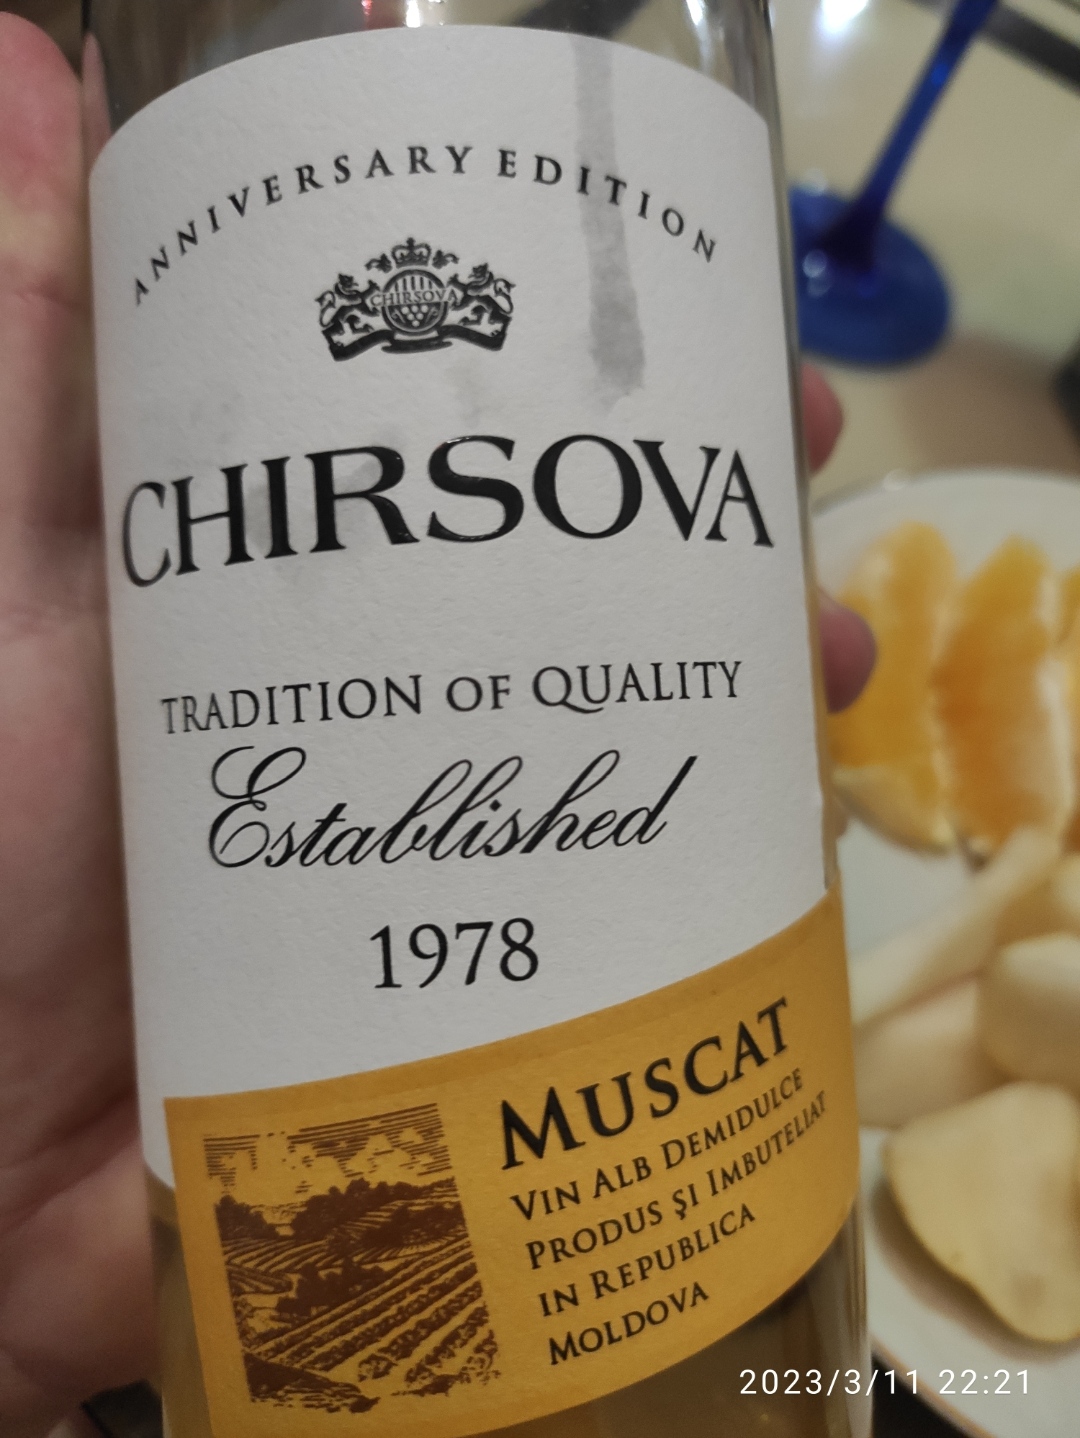 ANNIVERSARY EDITION
CHIRSOVA
CHIRSOVA
TRADITION OF QUALITY
Established
1978
MUSCAT
VIN ALB DEMIDULCE
PRODUS ŞI IMBUTELIAT
IN REPUBLICA
MOLDOVA
2023/3/11 22:21